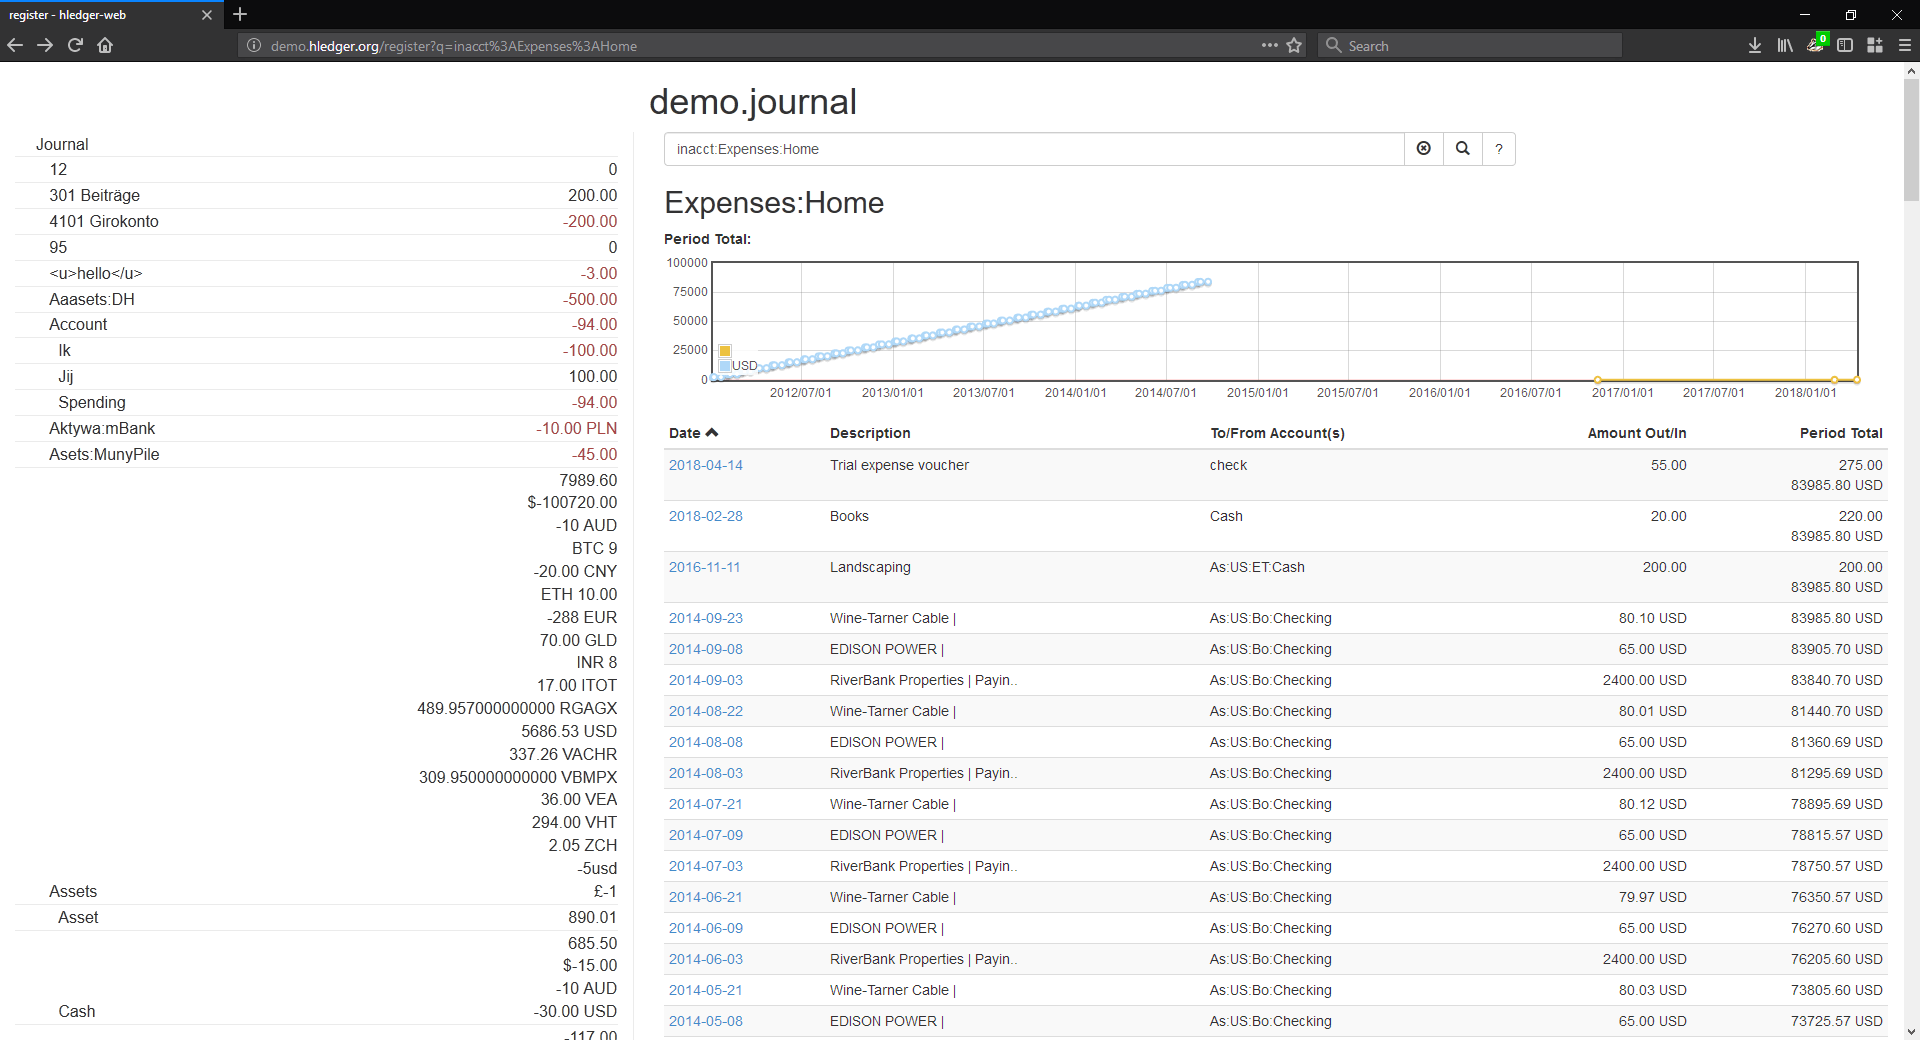 register - hledger-web
demo.hledger.org/register?q=inacct%3AExpenses%3AHome
Search
0
demo.journal
Journal
12 0
301 Beiträge 200.00
4101 Girokonto -200.00
95 0
<u>hello</u> -3.00
Aaasets:DH -500.00
Account -94.00
Ik -100.00
Jij 100.00
Spending -94.00
Aktywa:mBank -10.00 PLN
Asets:MunyPile -45.00
7989.60
$-100720.00
-10 AUD
BTC 9
-20.00 CNY
ETH 10.00
-288 EUR
70.00 GLD
INR 8
17.00 ITOT
489.957000000000 RGAGX
5686.53 USD
337.26 VACHR
309.950000000000 VBMPX
36.00 VEA
294.00 VHT
2.05 ZCH
-5usd
Assets £-1
Asset 890.01
685.50
$-15.00
-10 AUD
Cash -30.00 USD
-117.00
inacct:Expenses:Home
?
Expenses:Home
Period Total:
100000
75000
50000
25000
0
USD
2012/07/01 2013/01/01 2013/07/01 2014/01/01 2014/07/01 2015/01/01 2015/07/01 2016/01/01 2016/07/01 2017/01/01 2017/07/01 2018/01/01
Date Description To/From Account(s) Amount Out/In Period Total
2018-04-14 Trial expense voucher check 55.00 275.00
83985.80 USD
2018-02-28 Books Cash 20.00 220.00
83985.80 USD
2016-11-11 Landscaping As:US:ET:Cash 200.00 200.00
83985.80 USD
2014-09-23 Wine-Tarner Cable | As:US:Bo:Checking 80.10 USD 83985.80 USD
2014-09-08 EDISON POWER | As:US:Bo:Checking 65.00 USD 83905.70 USD
2014-09-03 RiverBank Properties | Payin.. As:US:Bo:Checking 2400.00 USD 83840.70 USD
2014-08-22 Wine-Tarner Cable | As:US:Bo:Checking 80.01 USD 81440.70 USD
2014-08-08 EDISON POWER | As:US:Bo:Checking 65.00 USD 81360.69 USD
2014-08-03 RiverBank Properties | Payin.. As:US:Bo:Checking 2400.00 USD 81295.69 USD
2014-07-21 Wine-Tarner Cable | As:US:Bo:Checking 80.12 USD 78895.69 USD
2014-07-09 EDISON POWER | As:US:Bo:Checking 65.00 USD 78815.57 USD
2014-07-03 RiverBank Properties | Payin.. As:US:Bo:Checking 2400.00 USD 78750.57 USD
2014-06-21 Wine-Tarner Cable | As:US:Bo:Checking 79.97 USD 76350.57 USD
2014-06-09 EDISON POWER | As:US:Bo:Checking 65.00 USD 76270.60 USD
2014-06-03 RiverBank Properties | Payin.. As:US:Bo:Checking 2400.00 USD 76205.60 USD
2014-05-21 Wine-Tarner Cable | As:US:Bo:Checking 80.03 USD 73805.60 USD
2014-05-08 EDISON POWER | As:US:Bo:Checking 65.00 USD 73725.57 USD